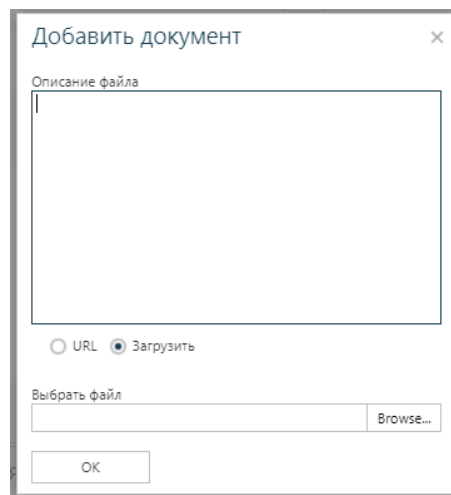 Добавить документ
Описание файла
URL Загрузить
Выбрать файл
Browse...
OK